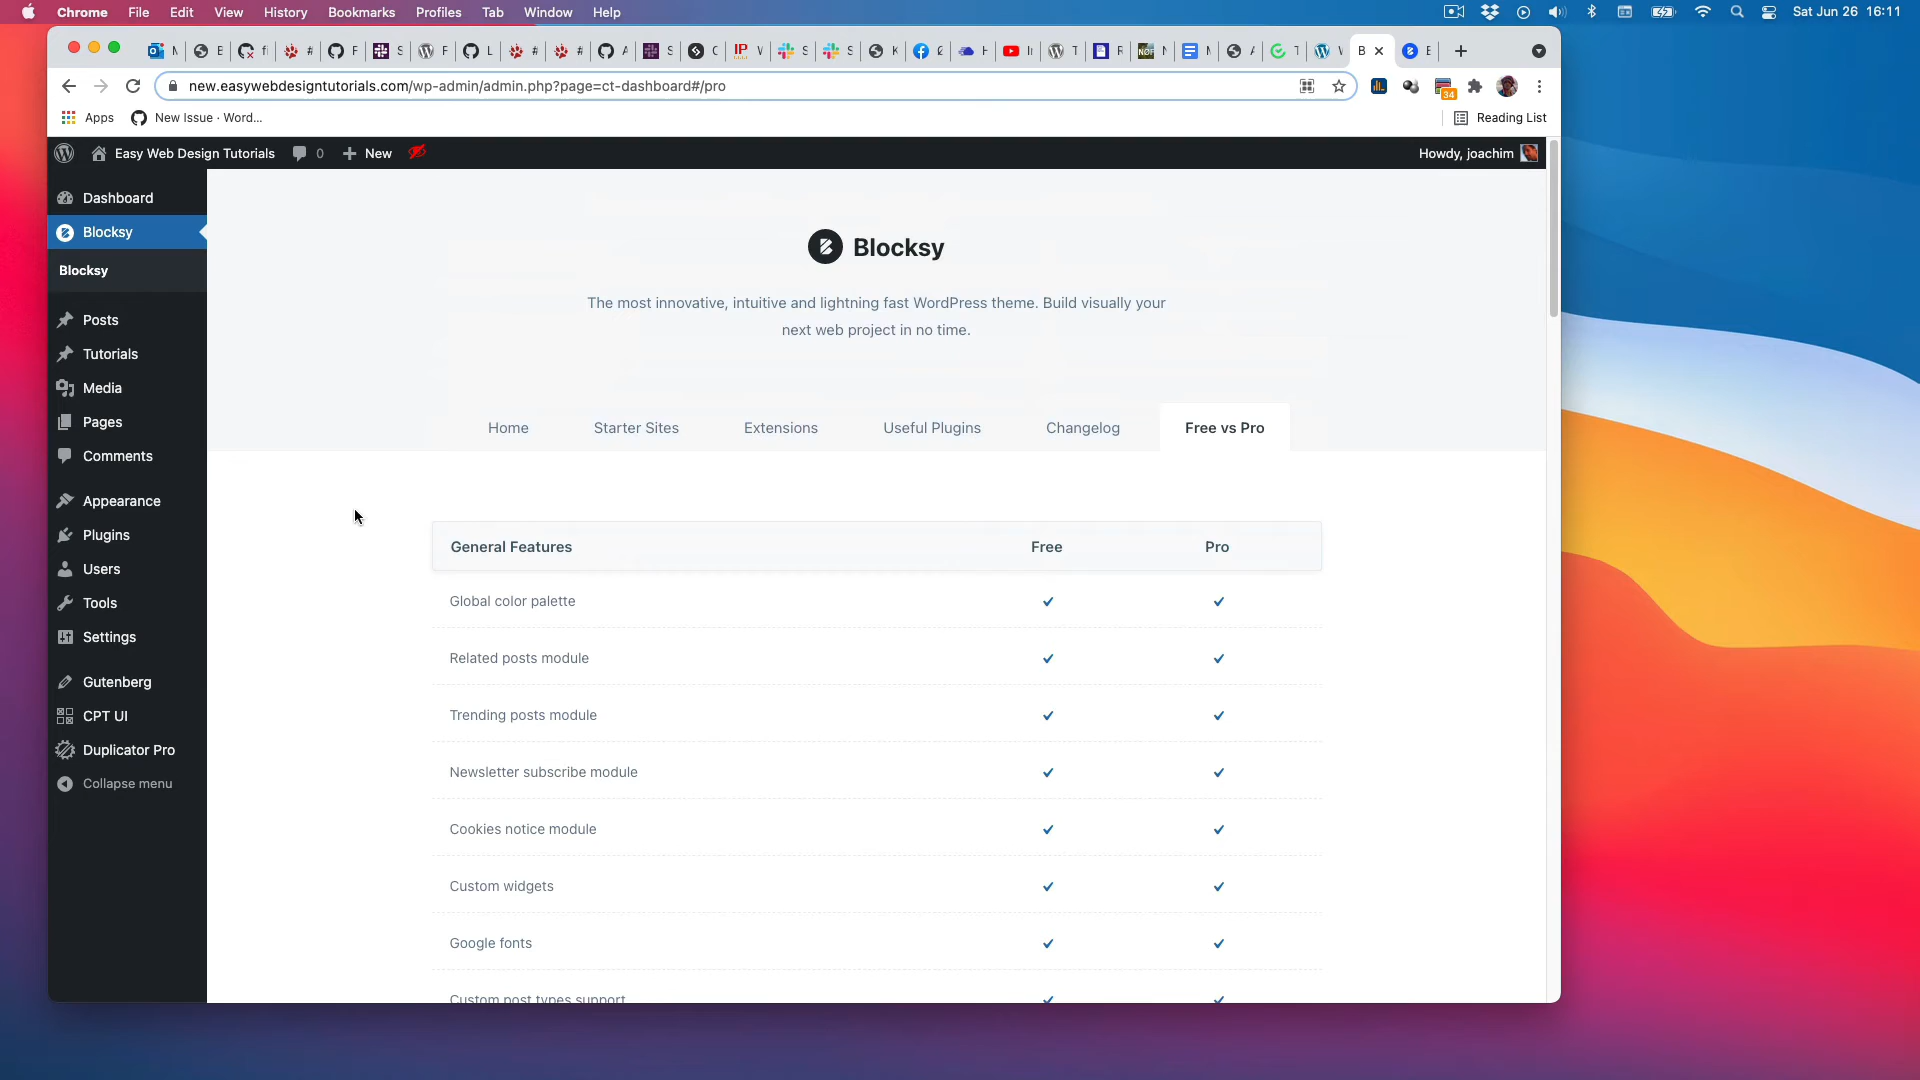 Chrome File Edit View History Bookmarks Profiles Tab Window Help Sat Jun 26 16:11
new.easywebdesigntutorials.com/wp-admin/admin.php?page=ct-dashboard#/pro
34
Apps New Issue · Word... Reading List
Easy Web Design Tutorials 0 New Howdy, joachim
Dashboard
Blocksy
Blocksy
Posts
Tutorials
Media
Pages
Comments
Appearance
Plugins
Users
Tools
Settings
Gutenberg
CPT UI
Duplicator Pro
Collapse menu
Blocksy
The most innovative, intuitive and lightning fast WordPress theme. Build visually your
next web project in no time.
Home Starter Sites Extensions Useful Plugins Changelog Free vs Pro
General Features Free Pro
Global color palette
Related posts module
Trending posts module
Newsletter subscribe module
Cookies notice module
Custom widgets
Google fonts
Custom post types support